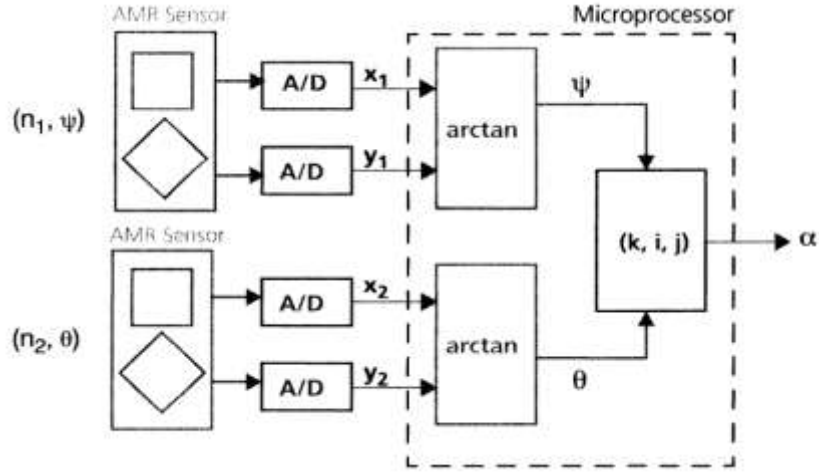 AMR Sensor
Microprocessor
A/D
x1
ψ
(n1, ψ)
arctan
A/D
y1
AMR Sensor
(k, i, j)
α
A/D
x2
(n2, θ)
arctan
A/D
y2
θ